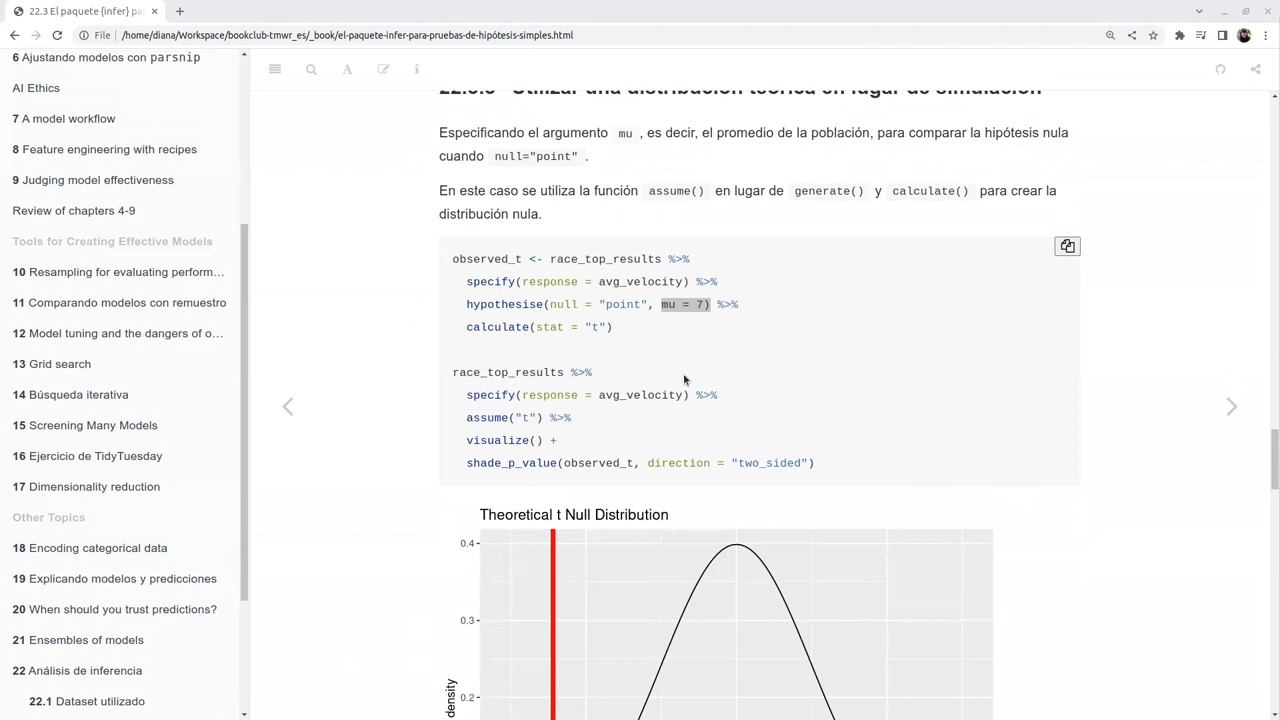 22.3 El paquete {infer} pa
File
/home/diana/Workspace/bookclub-tmwr_es/_book/el-paquete-infer-para-pruebas-de-hipótesis-simples.html
6 Ajustando modelos con parsnip
AI Ethics
7 A model workflow
8 Feature engineering with recipes
9 Judging model effectiveness
Review of chapters 4-9
Tools for Creating Effective Models
10 Resampling for evaluating perform…
11 Comparando modelos con remuestro
12 Model tuning and the dangers of o…
13 Grid search
14 Búsqueda iterativa
15 Screening Many Models
16 Ejercicio de TidyTuesday
17 Dimensionality reduction
Other Topics
18 Encoding categorical data
19 Explicando modelos y predicciones
20 When should you trust predictions?
21 Ensembles of models
22 Análisis de inferencia
22.1 Dataset utilizado
Utilizar una distribución teórica en lugar de simulación
Especificando el argumento mu , es decir, el promedio de la población, para comparar la hipótesis nula
cuando null="point" .
En este caso se utiliza la función assume() en lugar de generate() y calculate() para crear la
distribución nula.
observed_t <- race_top_results %>%
specify(response = avg_velocity) %>%
hypothesise(null = "point", mu = 7) %>%
calculate(stat = "t")
race_top_results %>%
specify(response = avg_velocity) %>%
assume("t") %>%
visualize() +
shade_p_value(observed_t, direction = "two_sided")
Theoretical t Null Distribution
0.4
0.3
0.2
density